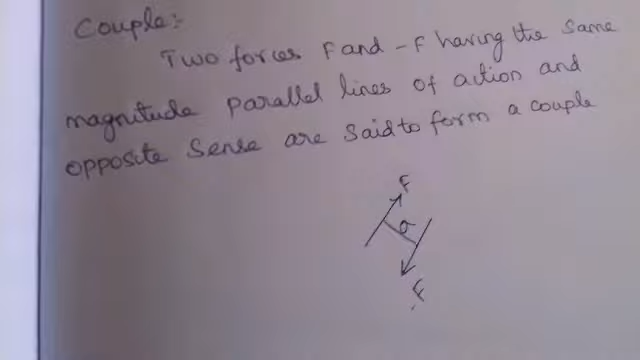 Couple:-
Two forces F and -F having the same
magnitude parallel lines of action and
opposite sense are said to form a couple
F
a
-F